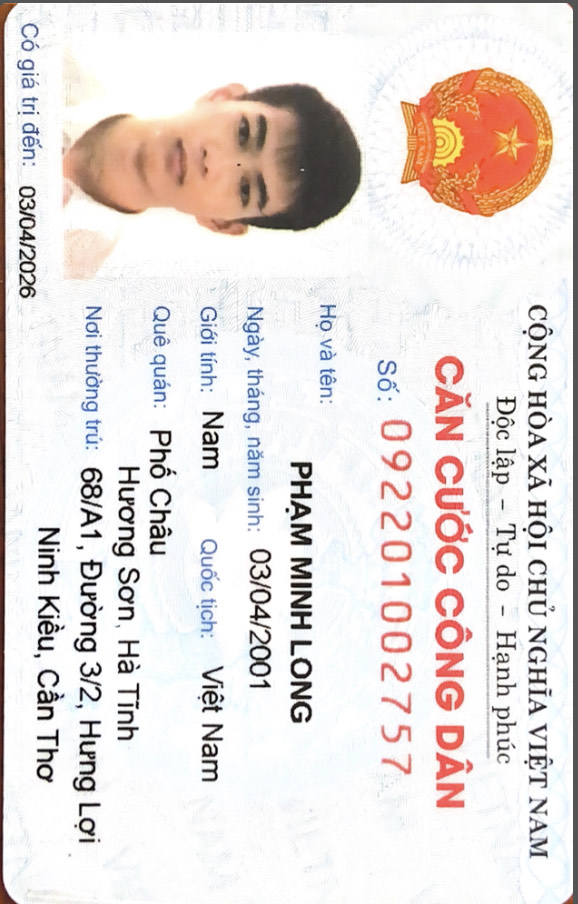 CỘNG HÒA XÃ HỘI CHỦ NGHĨA VIỆT NAM
Độc lập – Tự do – Hạnh phúc
CĂN CƯỚC CÔNG DÂN
Số: 092201002757
Họ và tên:
PHẠM MINH LONG
Ngày, tháng, năm sinh: 03/04/2001
Giới tính: Nam Quốc tịch: Việt Nam
Quê quán: Phố Châu
Hương Sơn, Hà Tĩnh
Nơi thường trú: 68/A1, Đường 3/2, Hưng Lợi
Ninh Kiều, Cần Thơ
Có giá trị đến: 03/04/2026
VIỆT NAM